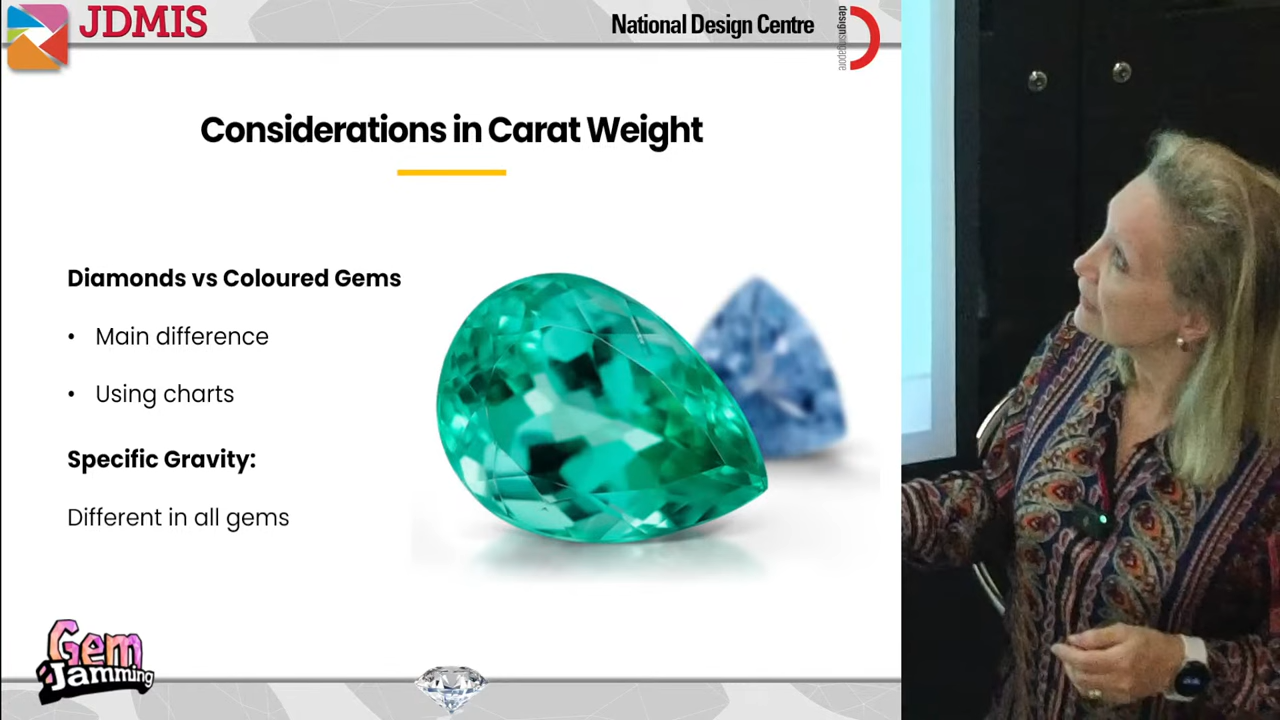 JDMIS
National Design Centre
designsingapore
Considerations in Carat Weight
Diamonds vs Coloured Gems
• Main difference
• Using charts
Specific Gravity:
Different in all gems
Gem
Jamming